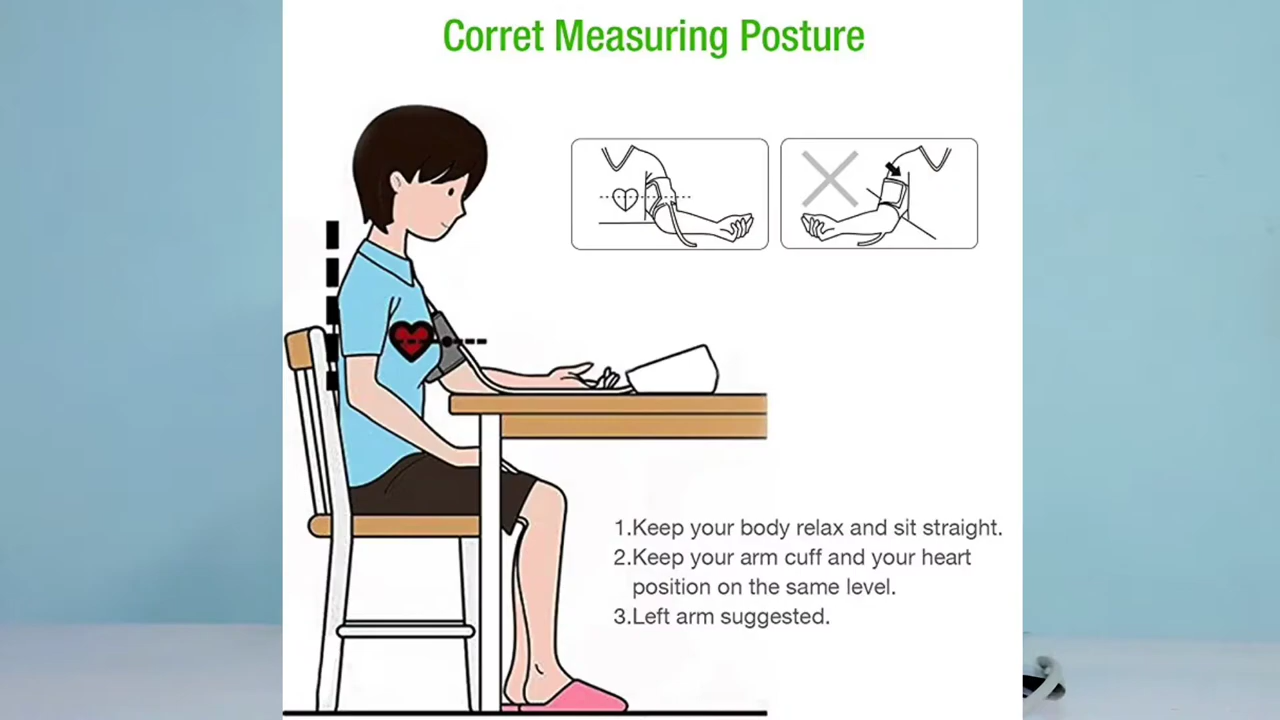 Corret Measuring Posture
1.Keep your body relax and sit straight.
2.Keep your arm cuff and your heart
position on the same level.
3.Left arm suggested.